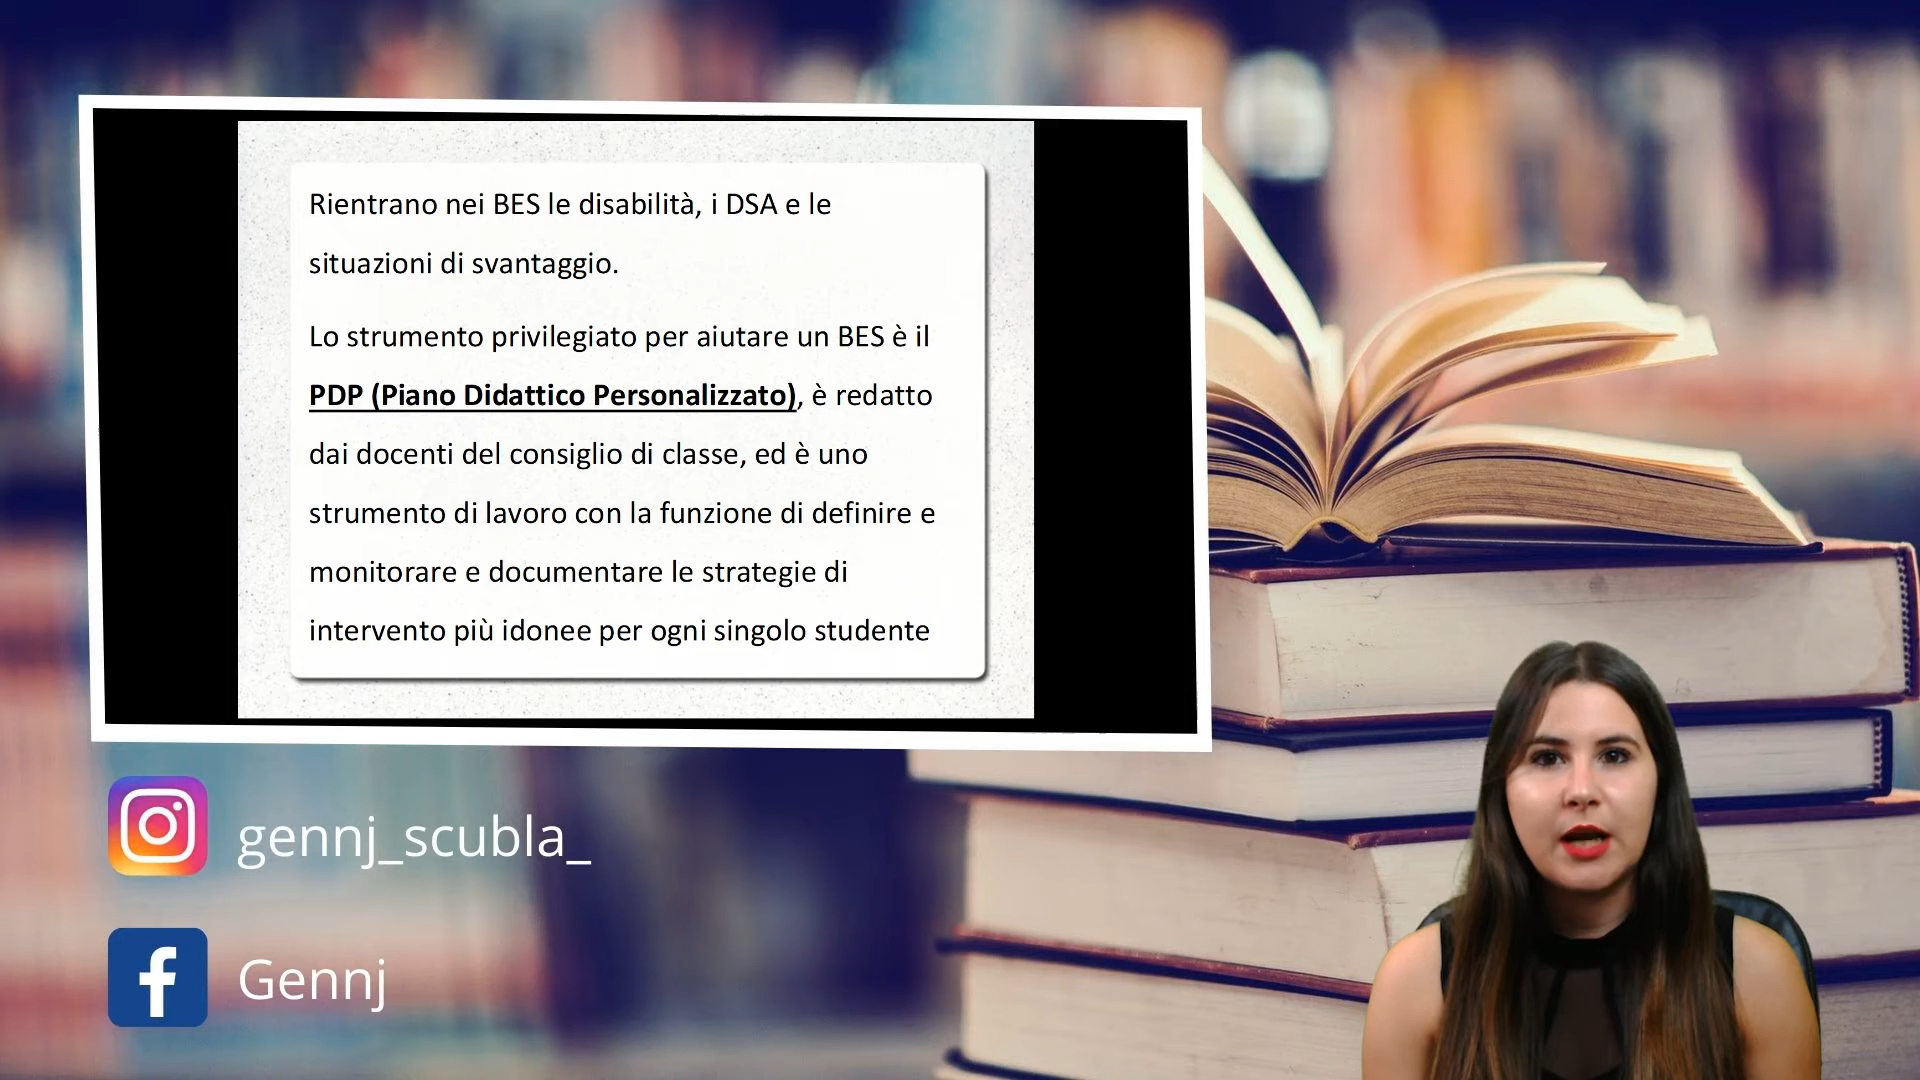 Rientrano nei BES le disabilità, i DSA e le
situazioni di svantaggio.
Lo strumento privilegiato per aiutare un BES è il
PDP (Piano Didattico Personalizzato), è redatto
dai docenti del consiglio di classe, ed è uno
strumento di lavoro con la funzione di definire e
monitorare e documentare le strategie di
intervento più idonee per ogni singolo studente
gennj_scubla_
Gennj